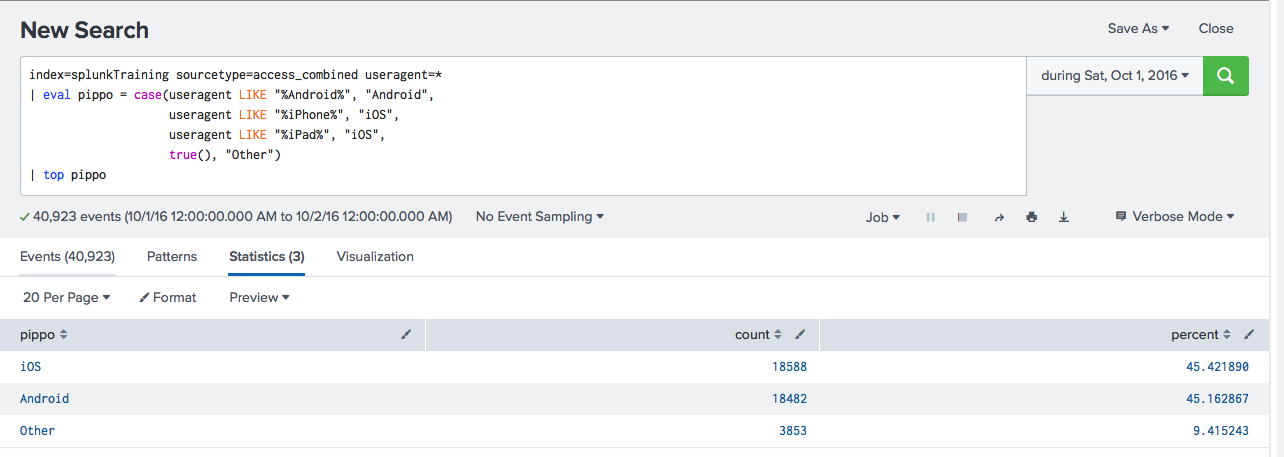 New Search
Save As Close
index=splunkTraining sourcetype=access_combined useragent=*
| eval pippo = case(useragent LIKE "%Android%", "Android",
useragent LIKE "%iPhone%", "iOS",
useragent LIKE "%iPad%", "iOS",
true(), "Other")
| top pippo
during Sat, Oct 1, 2016
40,923 events (10/1/16 12:00:00.000 AM to 10/2/16 12:00:00.000 AM) No Event Sampling Job Verbose Mode
Events (40,923) Patterns Statistics (3) Visualization
20 Per Page Format Preview
pippo count percent
iOS 18588 45.421890
Android 18482 45.162867
Other 3853 9.415243